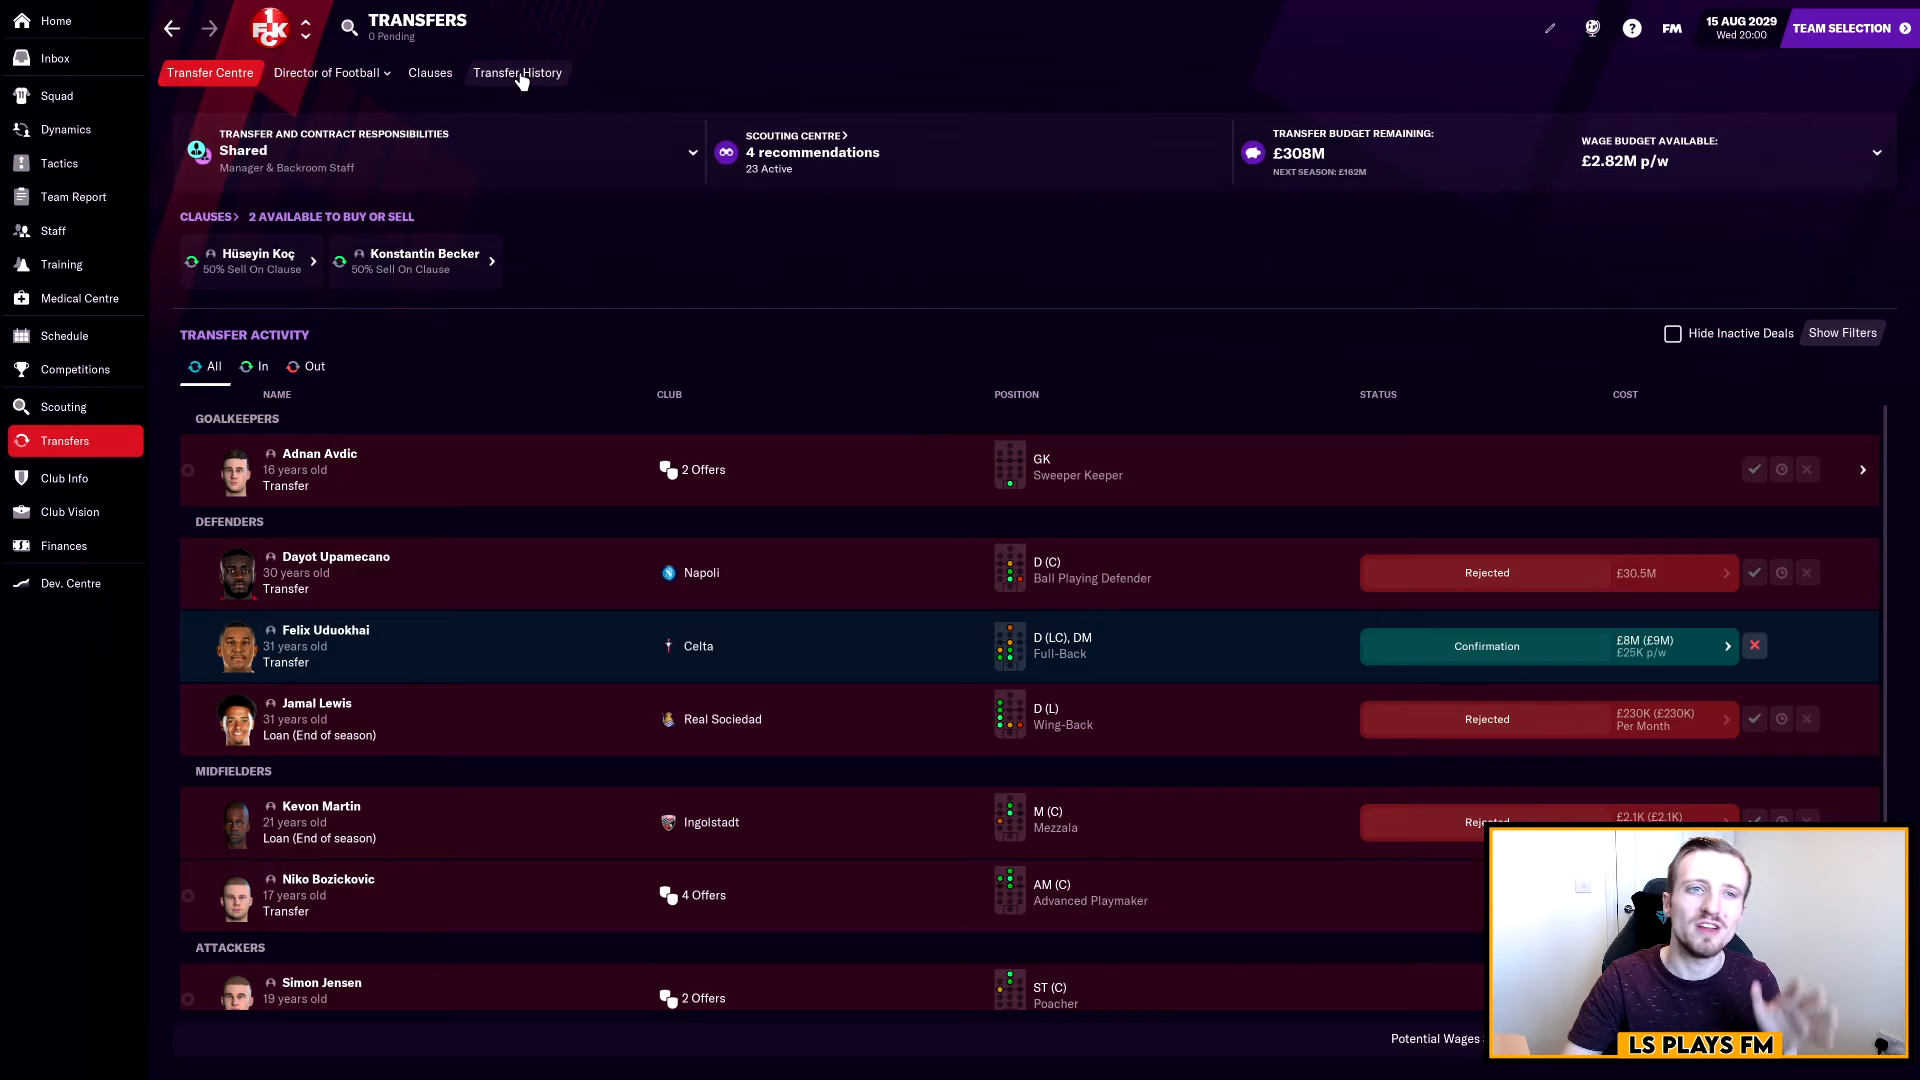 Home
Inbox
Squad
Dynamics
Tactics
Team Report
Staff
Training
Medical Centre
Schedule
Competitions
Scouting
Transfers
Club Info
Club Vision
Finances
Dev. Centre
1 FCK
TRANSFERS
0 Pending
FM
15 AUG 2029
Wed 20:00
TEAM SELECTION
Transfer Centre
Director of Football
Clauses
Transfer History
TRANSFER AND CONTRACT RESPONSIBILITIES
Shared
Manager & Backroom Staff
SCOUTING CENTRE>
4 recommendations
23 Active
TRANSFER BUDGET REMAINING:
£308M
NEXT SEASON: £162M
WAGE BUDGET AVAILABLE:
£2.82M p/w
CLAUSES> 2 AVAILABLE TO BUY OR SELL
Hüseyin Koç
50% Sell On Clause
Konstantin Becker
50% Sell On Clause
TRANSFER ACTIVITY
Hide Inactive Deals
Show Filters
All
In
Out
NAME CLUB POSITION STATUS COST
GOALKEEPERS
Adnan Avdic
16 years old
Transfer
2 Offers
GK
Sweeper Keeper
DEFENDERS
Dayot Upamecano
30 years old
Transfer
Napoli
D (C)
Ball Playing Defender
Rejected
£30.5M
Felix Uduokhai
31 years old
Transfer
Celta
D (LC), DM
Full-Back
Confirmation
£8M (£9M)
£25K p/w
Jamal Lewis
31 years old
Loan (End of season)
Real Sociedad
D (L)
Wing-Back
Rejected
£230K (£230K)
Per Month
MIDFIELDERS
Kevon Martin
21 years old
Loan (End of season)
Ingolstadt
M (C)
Mezzala
Rejected
£2.1K (£2.1K)
Niko Bozickovic
17 years old
Transfer
4 Offers
AM (C)
Advanced Playmaker
ATTACKERS
Simon Jensen
19 years old
2 Offers
ST (C)
Poacher
Potential Wages
LS PLAYS FM